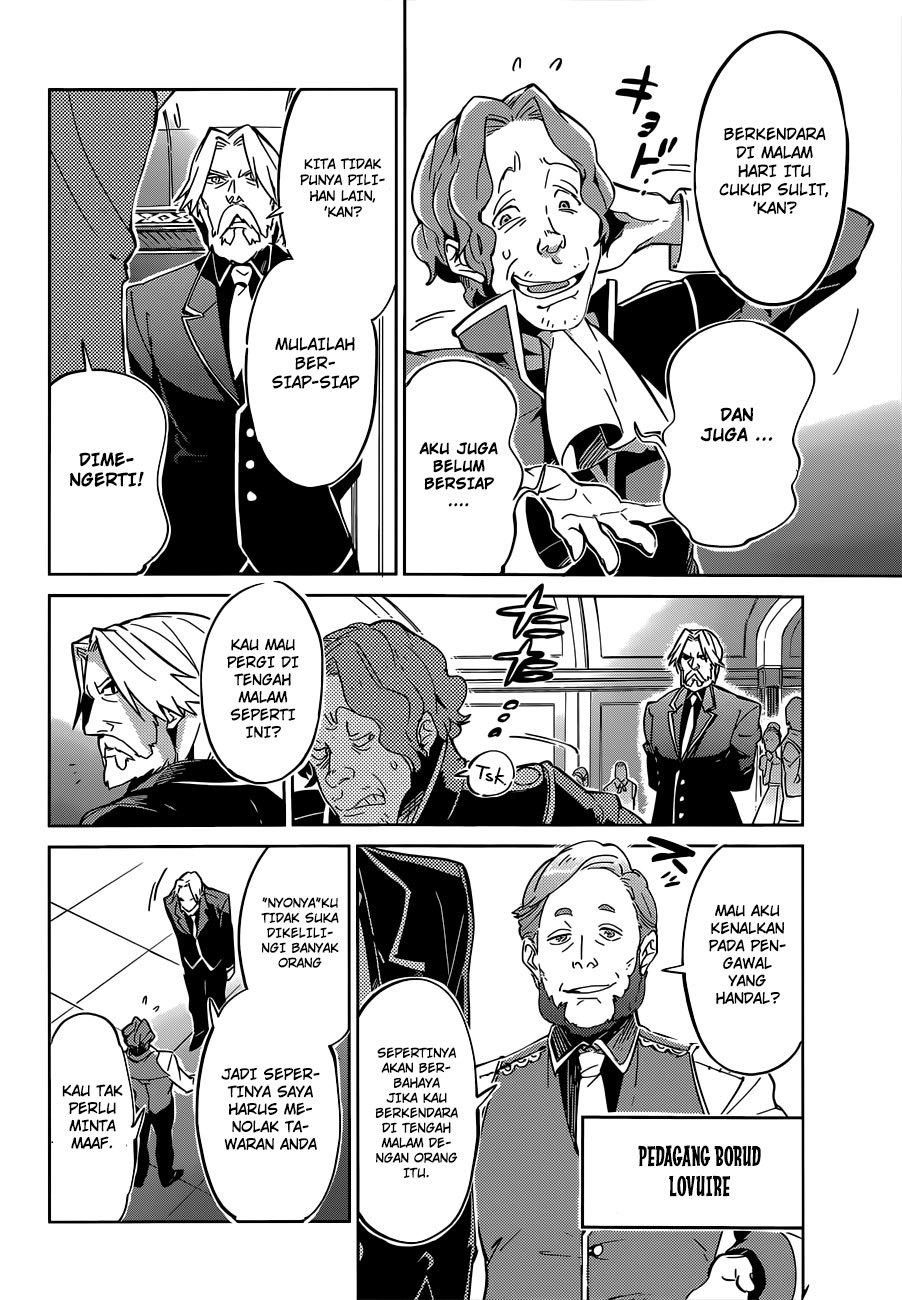 BERKENDARA
DI MALAM
HARI ITU
CUKUP SULIT,
'KAN?
キョド
DAN
JUGA ...
AKU JUGA
BELUM
BERSIAP
....
KITA TIDAK
PUNYA PILI-
HAN LAIN,
'KAN?
MULAILAH
BER-
SIAP-SIAP
DIME-
NGERTI!
Tsk
KAU MAU
PERGI DI
TENGAH
MALAM
SEPERTI
INI?
MAU AKU
KENALKAN
PADA PEN-
GAWAL
YANG
HANDAL?
SEPERTINYA
AKAN BER-
BAHAYA
JIKA KAU
BERKENDARA
DI TENGAH
MALAM DE-
NGAN ORANG
ITU.
PEDAGANG BORUD
LOVUIRE
"NYONYA"KU
TIDAK SUKA
DIKELILI-
NGI BANYAK
ORANG
JADI SEPER-
TINYA SAYA
HARUS ME-
NOLAK TA-
WARAN ANDA
KAU TAK
PERLU
MINTA
MAAF.